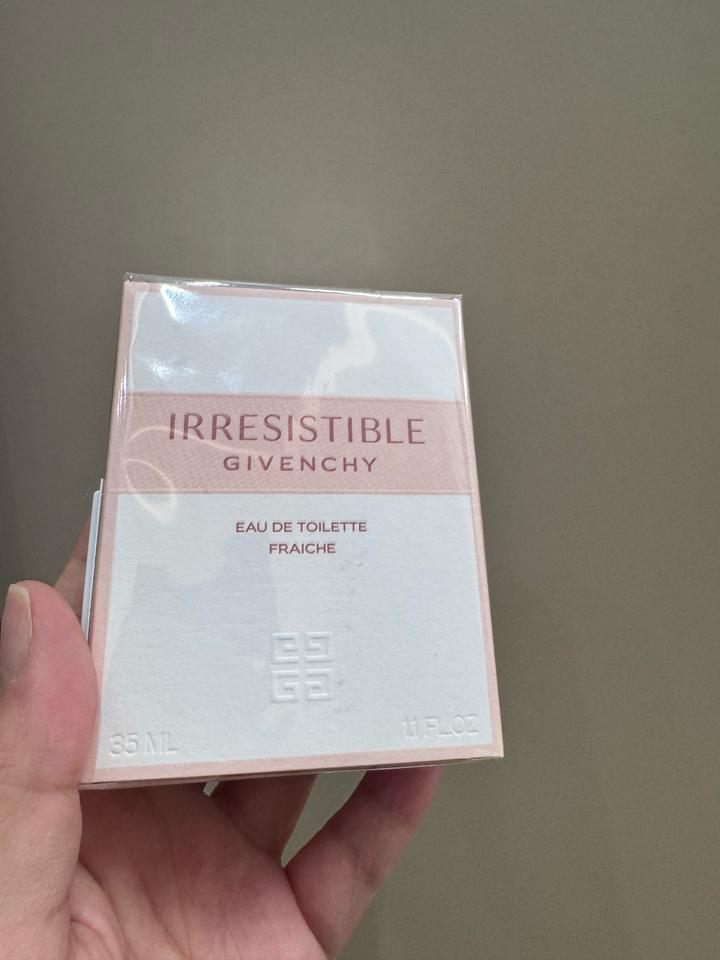 IRRESISTIBLE
GIVENCHY
EAU DE TOILETTE
FRAICHE
35 ML
1.1 FL.OZ